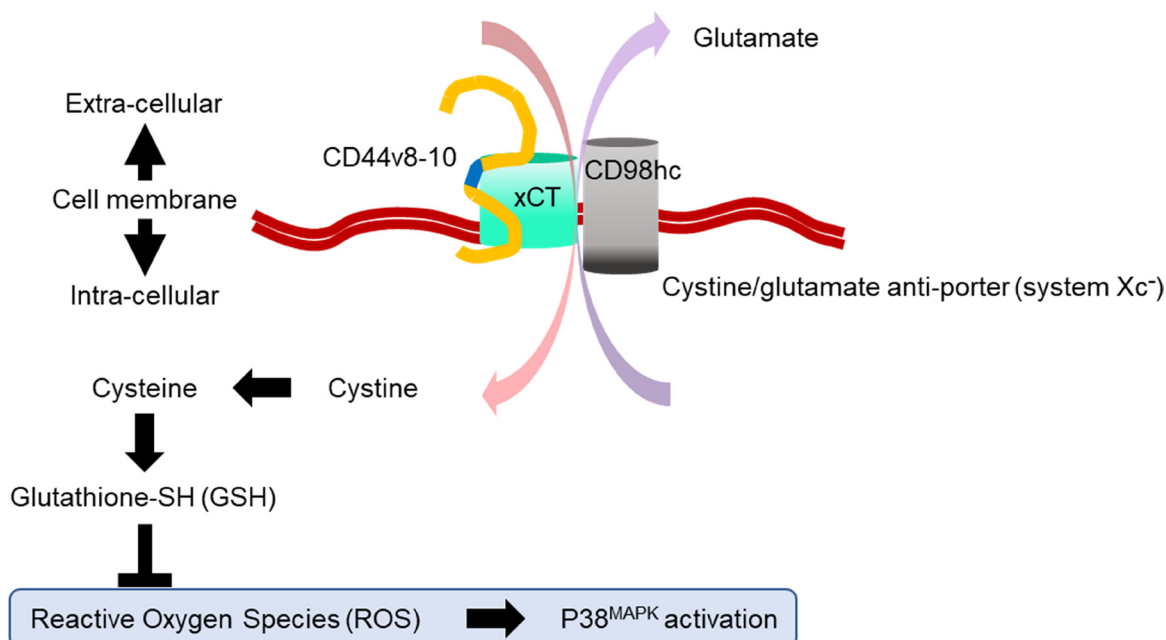 Glutamate
Extra-cellular
CD44v8-10
CD98hc
Cell membrane
xCT
Intra-cellular
Cystine/glutamate anti-porter (system Xc⁻)
Cysteine
Cystine
Glutathione-SH (GSH)
Reactive Oxygen Species (ROS)
P38ᴹᴬᴾᴷ activation